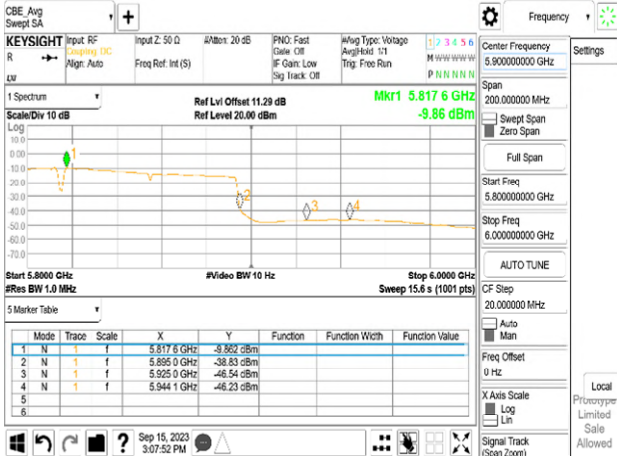 CBE_Avg
Swept SA
+
Frequency
KEYSIGHT
R
Input: RF
Coupling: DC
Align: Auto
Input Z: 50 Ω
Freq Ref: Int (S)
#Atten: 20 dB
PNO: Fast
Gate: Off
IF Gain: Low
Sig Track: Off
#Avg Type: Voltage
Avg|Hold: 1/1
Trig: Free Run
1 2 3 4 5 6
M W W W W W
P N N N N N
1 Spectrum
Scale/Div 10 dB
Log
Ref Lvl Offset 11.29 dB
Ref Level 20.00 dBm
Mkr1 5.817 6 GHz
-9.86 dBm
10.0
0.00
-10.0
-20.0
-30.0
-40.0
-50.0
-60.0
-70.0
1
2
3
4
Start 5.8000 GHz
#Res BW 1.0 MHz
#Video BW 10 Hz
Stop 6.0000 GHz
Sweep 15.6 s (1001 pts)
5 Marker Table
Mode Trace Scale X Y Function Function Width Function Value
1 N 1 f 5.817 6 GHz -9.862 dBm
2 N 1 f 5.895 0 GHz -38.83 dBm
3 N 1 f 5.925 0 GHz -46.54 dBm
4 N 1 f 5.944 1 GHz -46.23 dBm
5
6
Sep 15, 2023
3:07:52 PM
Center Frequency
5.900000000 GHz
Span
200.000000 MHz
Swept Span
Zero Span
Full Span
Start Freq
5.800000000 GHz
Stop Freq
6.000000000 GHz
AUTO TUNE
CF Step
20.000000 MHz
Auto
Man
Freq Offset
0 Hz
X Axis Scale
Log
Lin
Signal Track
(Span Zoom)
Settings
Local
Prototype
Limited
Sale
Allowed